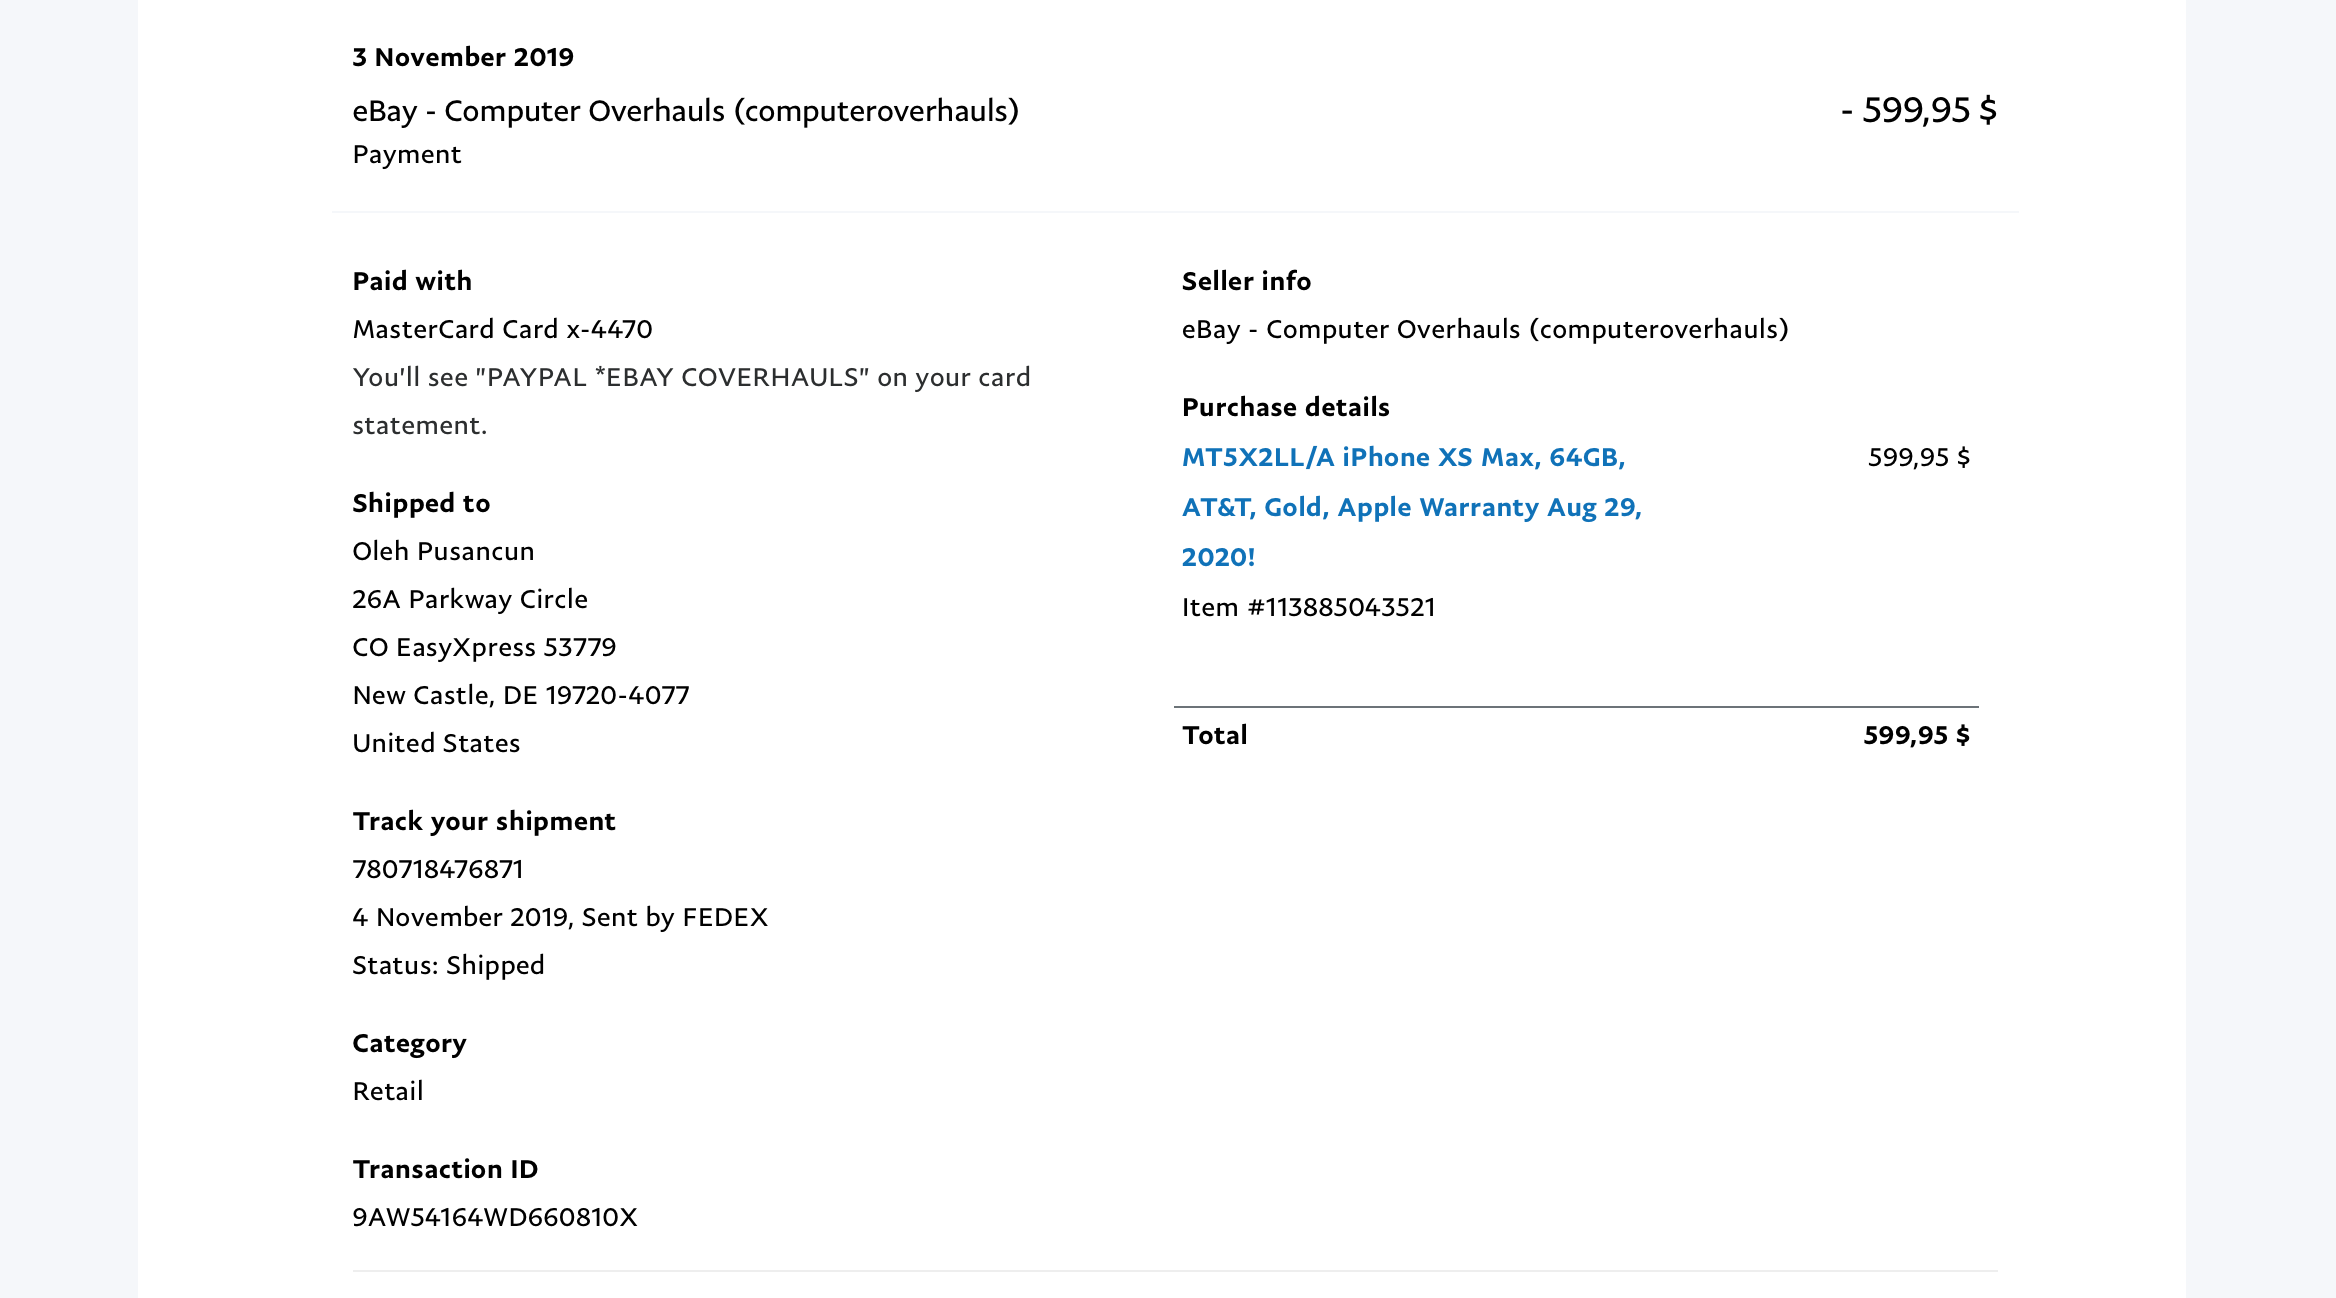 3 November 2019
eBay - Computer Overhauls (computeroverhauls)
- 599,95 $
Payment
Paid with
MasterCard Card x-4470
You'll see "PAYPAL *EBAY COVERHAULS" on your card
statement.
Shipped to
Oleh Pusancun
26A Parkway Circle
CO EasyXpress 53779
New Castle, DE 19720-4077
United States
Track your shipment
780718476871
4 November 2019, Sent by FEDEX
Status: Shipped
Category
Retail
Transaction ID
9AW54164WD660810X
Seller info
eBay - Computer Overhauls (computeroverhauls)
Purchase details
MT5X2LL/A iPhone XS Max, 64GB,
599,95 $
AT&T, Gold, Apple Warranty Aug 29,
2020!
Item #113885043521
Total
599,95 $